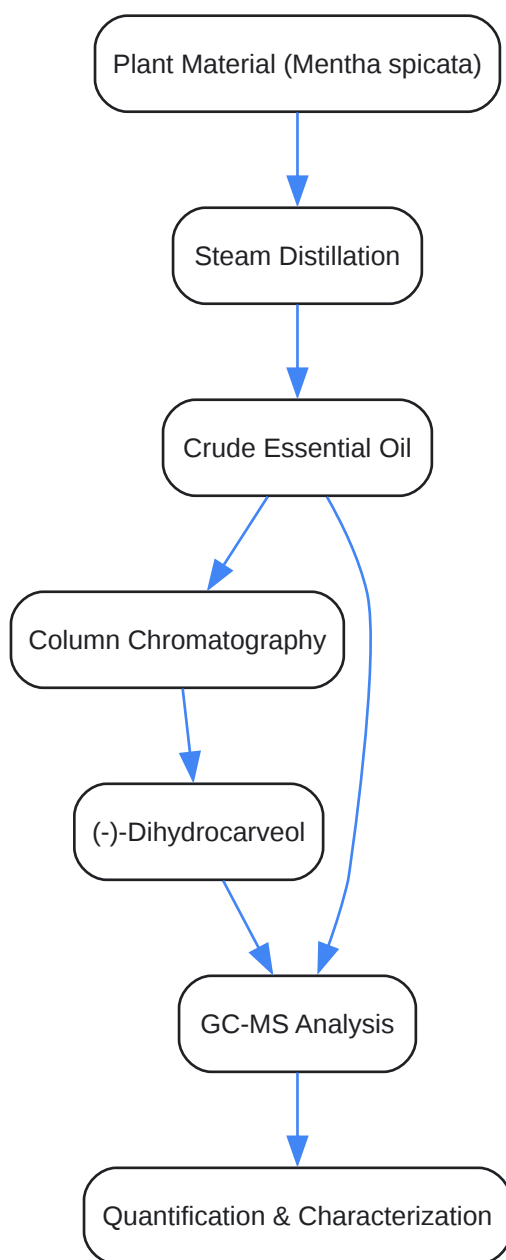 Plant Material (Mentha spicata)
Steam Distillation
Crude Essential Oil
Column Chromatography
(-)-Dihydrocarveol
GC-MS Analysis
Quantification & Characterization